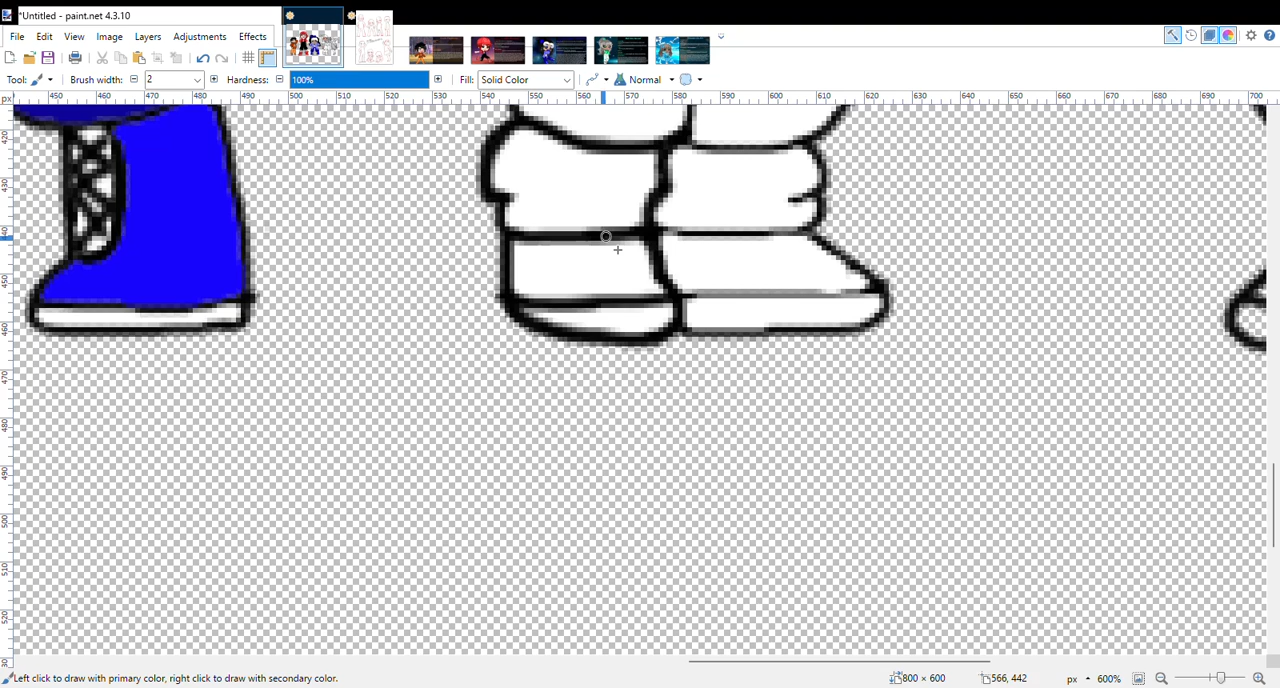 *Untitled - paint.net 4.3.10
File Edit View Image Layers Adjustments Effects
Tool: Brush width: 2 Hardness: 100% Fill: Solid Color Normal
px 450 460 470 480 490 500 510 520 530 540 550 560 570 580 590 600 610 620 630 640 650 660 670 680 690 700
420
430
440
450
460
470
480
490
500
510
520
Left click to draw with primary color, right click to draw with secondary color. 800 × 600 566, 442 px 600%